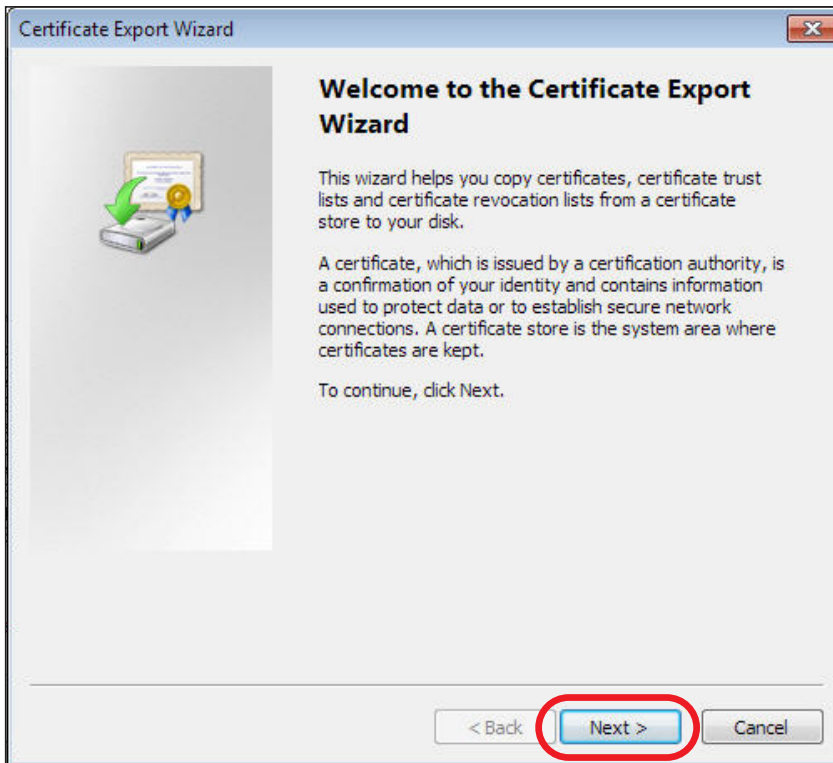 Certificate Export Wizard
Welcome to the Certificate Export
Wizard
This wizard helps you copy certificates, certificate trust
lists and certificate revocation lists from a certificate
store to your disk.
A certificate, which is issued by a certification authority, is
a confirmation of your identity and contains information
used to protect data or to establish secure network
connections. A certificate store is the system area where
certificates are kept.
To continue, click Next.
< Back Next > Cancel